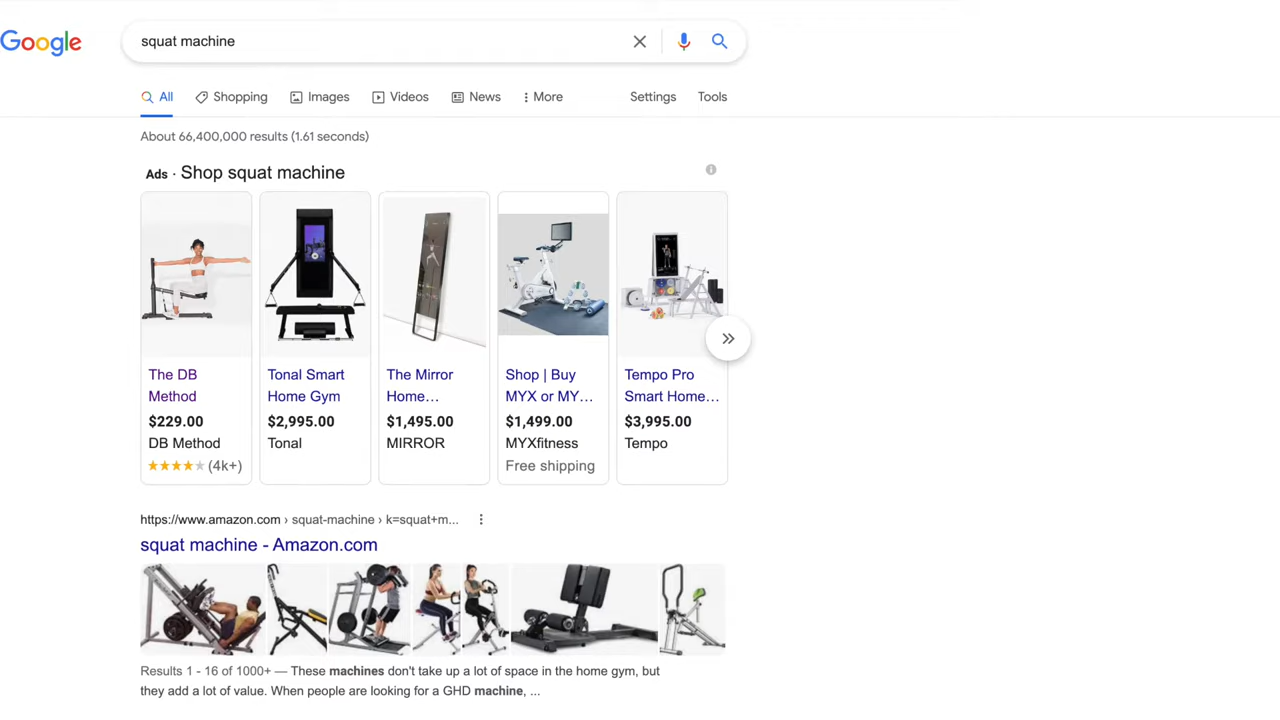 Google
squat machine
All
Shopping
Images
Videos
News
More
Settings
Tools
About 66,400,000 results (1.61 seconds)
Ads · Shop squat machine
The DB
Method
$229.00
DB Method
(4k+)
Tonal Smart
Home Gym
$2,995.00
Tonal
The Mirror
Home...
$1,495.00
MIRROR
Shop | Buy
MYX or MY...
$1,499.00
MYXfitness
Free shipping
Tempo Pro
Smart Home...
$3,995.00
Tempo
https://www.amazon.com › squat-machine › k=squat+m...
squat machine - Amazon.com
Results 1 - 16 of 1000+ — These machines don't take up a lot of space in the home gym, but
they add a lot of value. When people are looking for a GHD machine, ...